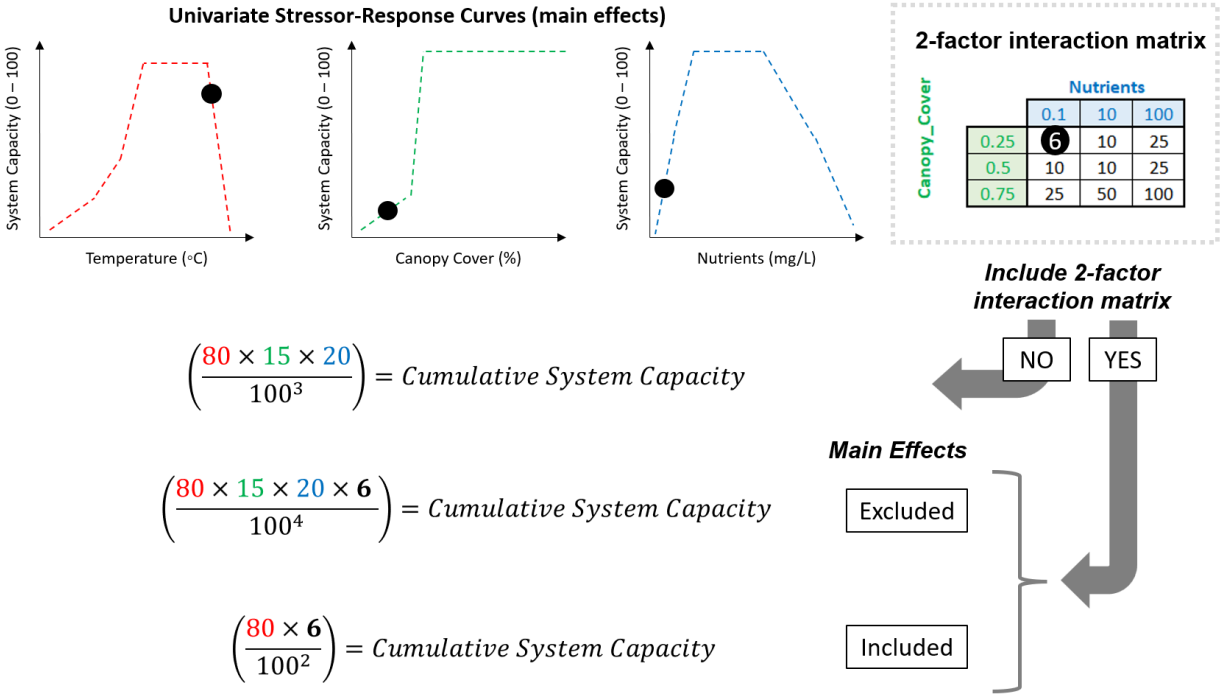 Univariate Stressor-Response Curves (main effects)
System Capacity (0 – 100)
Temperature (◦C)
System Capacity (0 – 100)
Canopy Cover (%)
System Capacity (0 – 100)
Nutrients (mg/L)
2-factor interaction matrix
Nutrients
Canopy_Cover
0.1 10 100
0.25 6 10 25
0.5 10 10 25
0.75 25 50 100
Include 2-factor
interaction matrix
NO YES
(80 × 15 × 20 / 100³) = Cumulative System Capacity
Main Effects
(80 × 15 × 20 × 6 / 100⁴) = Cumulative System Capacity
Excluded
(80 × 6 / 100²) = Cumulative System Capacity
Included